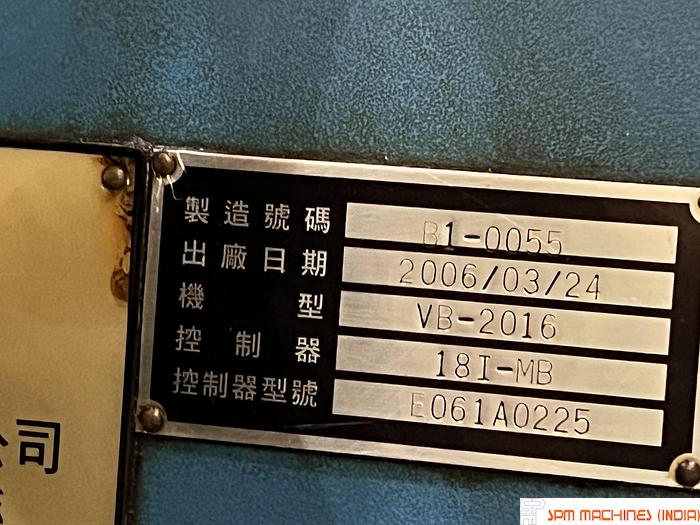 製造號碼 B1-0055
出廠日期 2006/03/24
機型 VB-2016
控制器 18I-MB
控制器型號 E061A0225
公司
SPM MACHINES (INDIA)